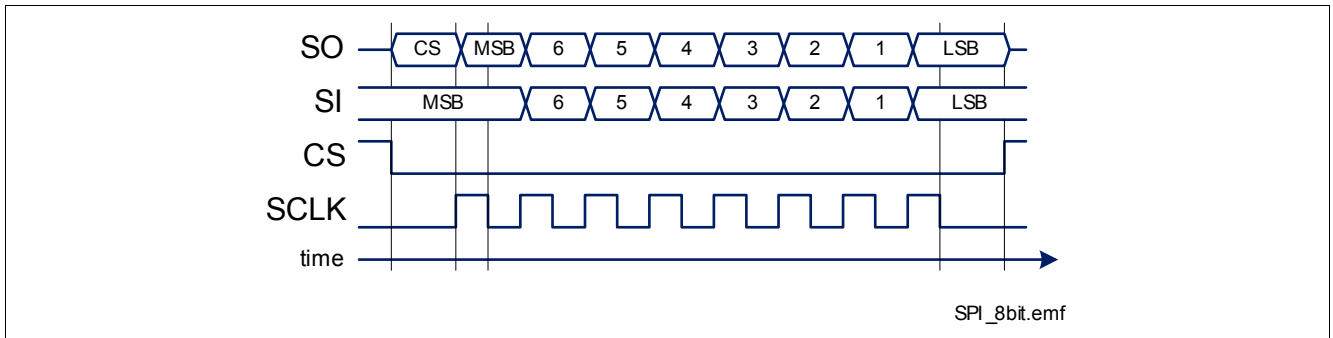 SO CS MSB 6 5 4 3 2 1 LSB
SI MSB 6 5 4 3 2 1 LSB
CS
SCLK
time
SPI_8bit.emf